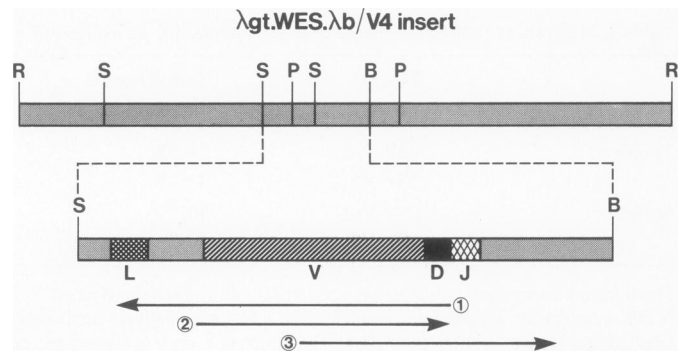 λgt.WES.λb/V4 insert
R S S P S B P R
S B
L V D J
①
②
③